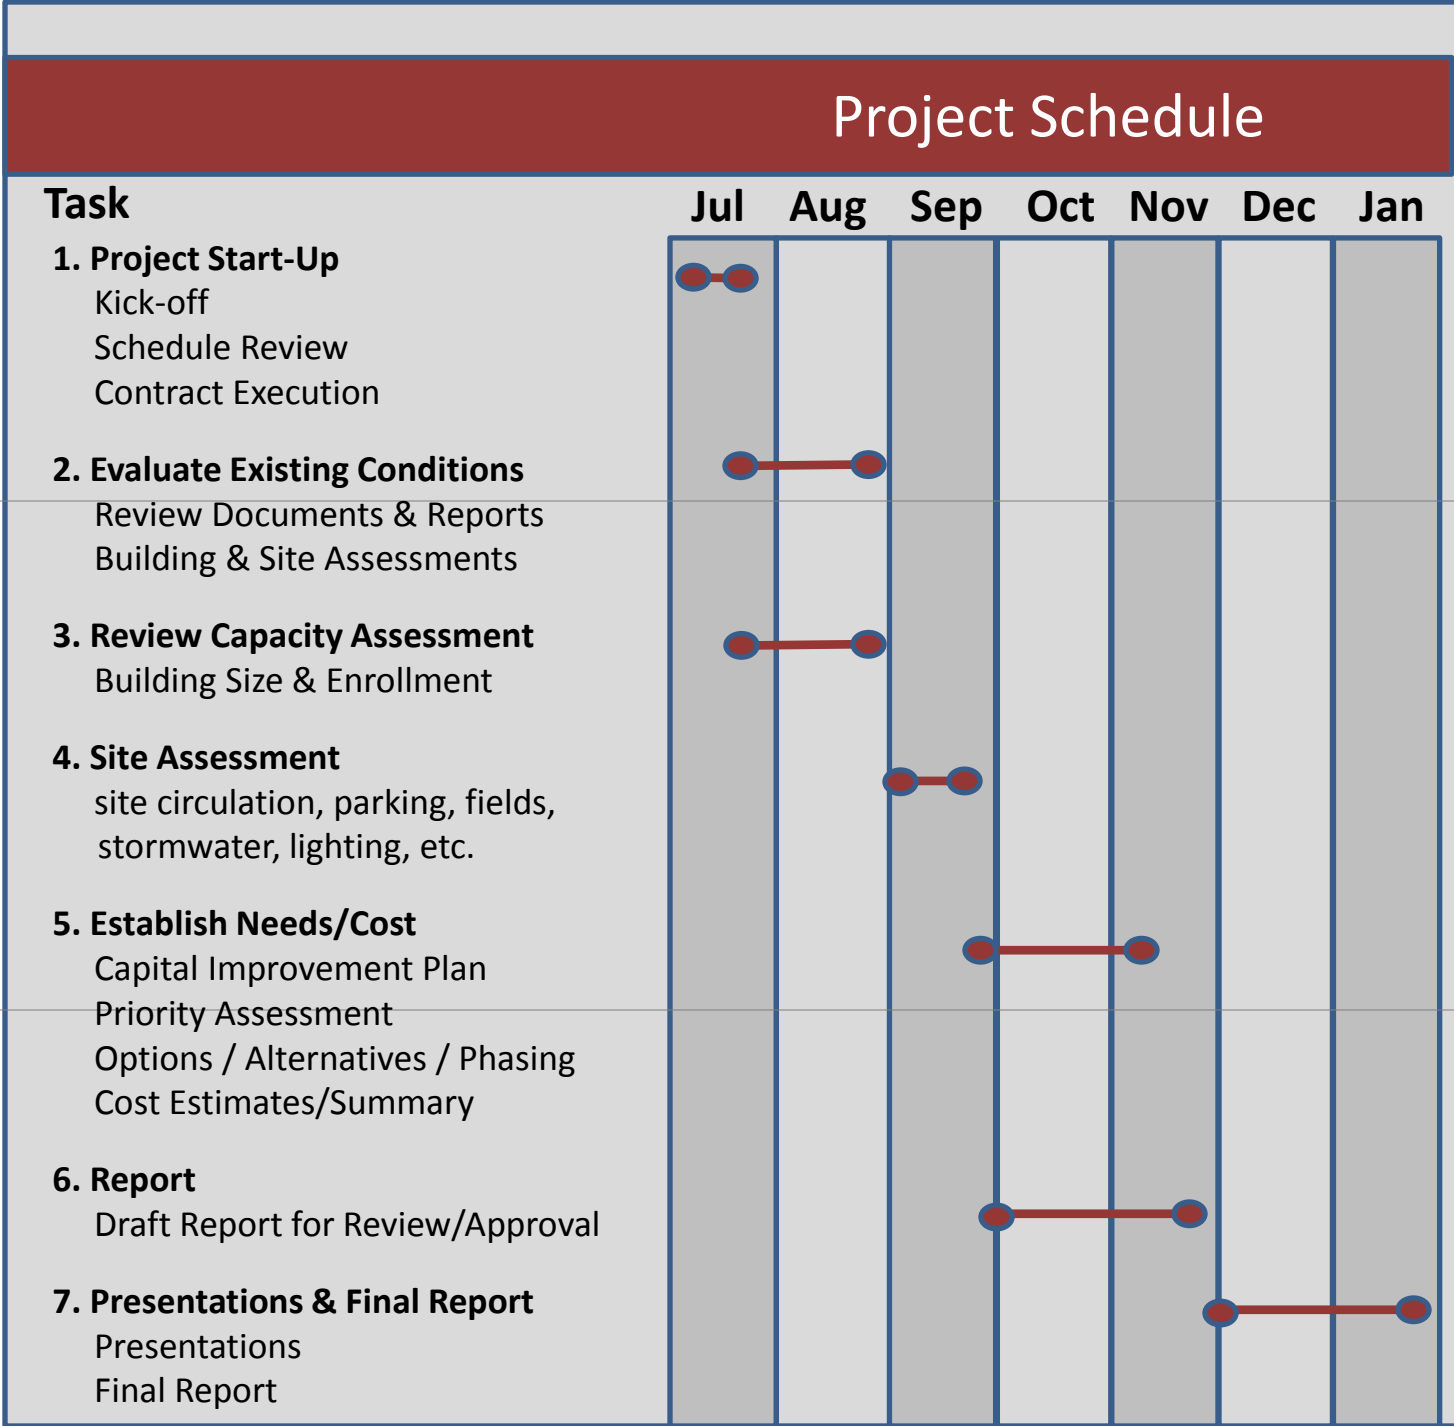 Project Schedule
Task Jul Aug Sep Oct Nov Dec Jan
1. Project Start-Up
Kick-off
Schedule Review
Contract Execution
2. Evaluate Existing Conditions
Review Documents & Reports
Building & Site Assessments
3. Review Capacity Assessment
Building Size & Enrollment
4. Site Assessment
site circulation, parking, fields,
stormwater, lighting, etc.
5. Establish Needs/Cost
Capital Improvement Plan
Priority Assessment
Options / Alternatives / Phasing
Cost Estimates/Summary
6. Report
Draft Report for Review/Approval
7. Presentations & Final Report
Presentations
Final Report